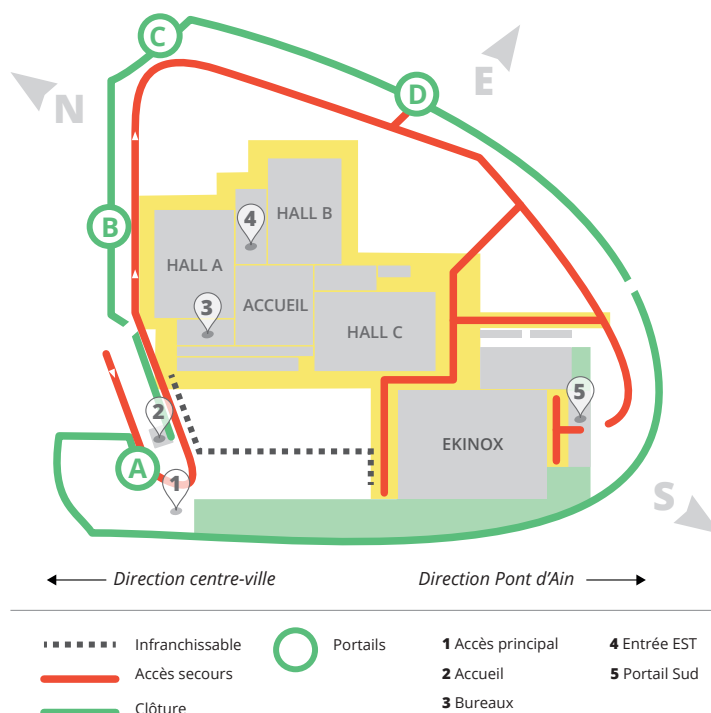 C
N
E
D
B
4
HALL B
HALL A
3
ACCUEIL
HALL C
2
5
A
1
EKINOX
S
Direction centre-ville
Direction Pont d'Ain
Infranchissable
Accès secours
Clôture
Portails
1 Accès principal
2 Accueil
3 Bureaux
4 Entrée EST
5 Portail Sud